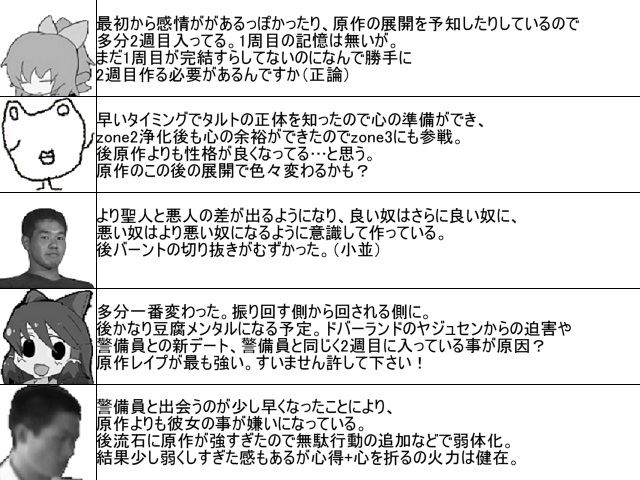 最初から感情ががあるっぽかったり、原作の展開を予知したりしているので
多分2週目入ってる。1周目の記憶は無いが。
まだ1周目が完結すらしてないのになんで勝手に
2週目作る必要があるんですか（正論）
早いタイミングでタルトの正体を知ったので心の準備ができ、
zone2浄化後も心の余裕ができたのでzone3にも参戦。
後原作よりも性格が良くなってる…と思う。
原作のこの後の展開で色々変わるかも？
より聖人と悪人の差が出るようになり、良い奴はさらに良い奴に、
悪い奴はより悪い奴になるように意識して作っている。
後バーントの切り抜きがむずかった。（小並）
多分一番変わった。振り回す側から回される側に。
後かなり豆腐メンタルになる予定。ドバーランドのヤジュセンからの迫害や
警備員との新デート、警備員と同じく2週目に入っている事が原因？
原作レイプが最も強い。すいません許して下さい！
警備員と出会うのが少し早くなったことにより、
原作よりも彼女の事が嫌いになっている。
後流石に原作が強すぎたので無駄行動の追加などで弱体化。
結果少し弱くしすぎた感もあるが心得+心を折るの火力は健在。